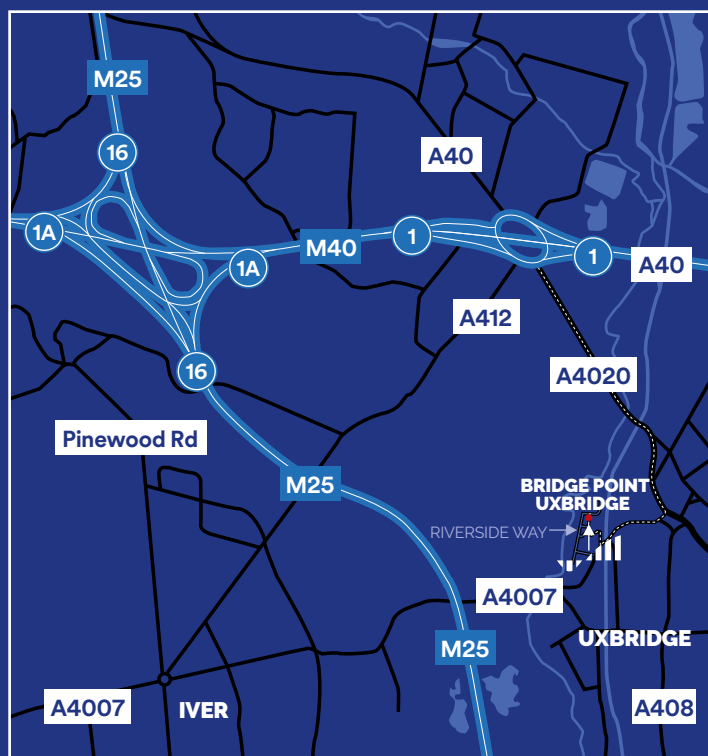 M25
16
A40
1A
M40
1
1A
1
A40
A412
16
A4020
Pinewood Rd
M25
BRIDGE POINT
UXBRIDGE
RIVERSIDE WAY
A4007
UXBRIDGE
M25
A4007
IVER
A408